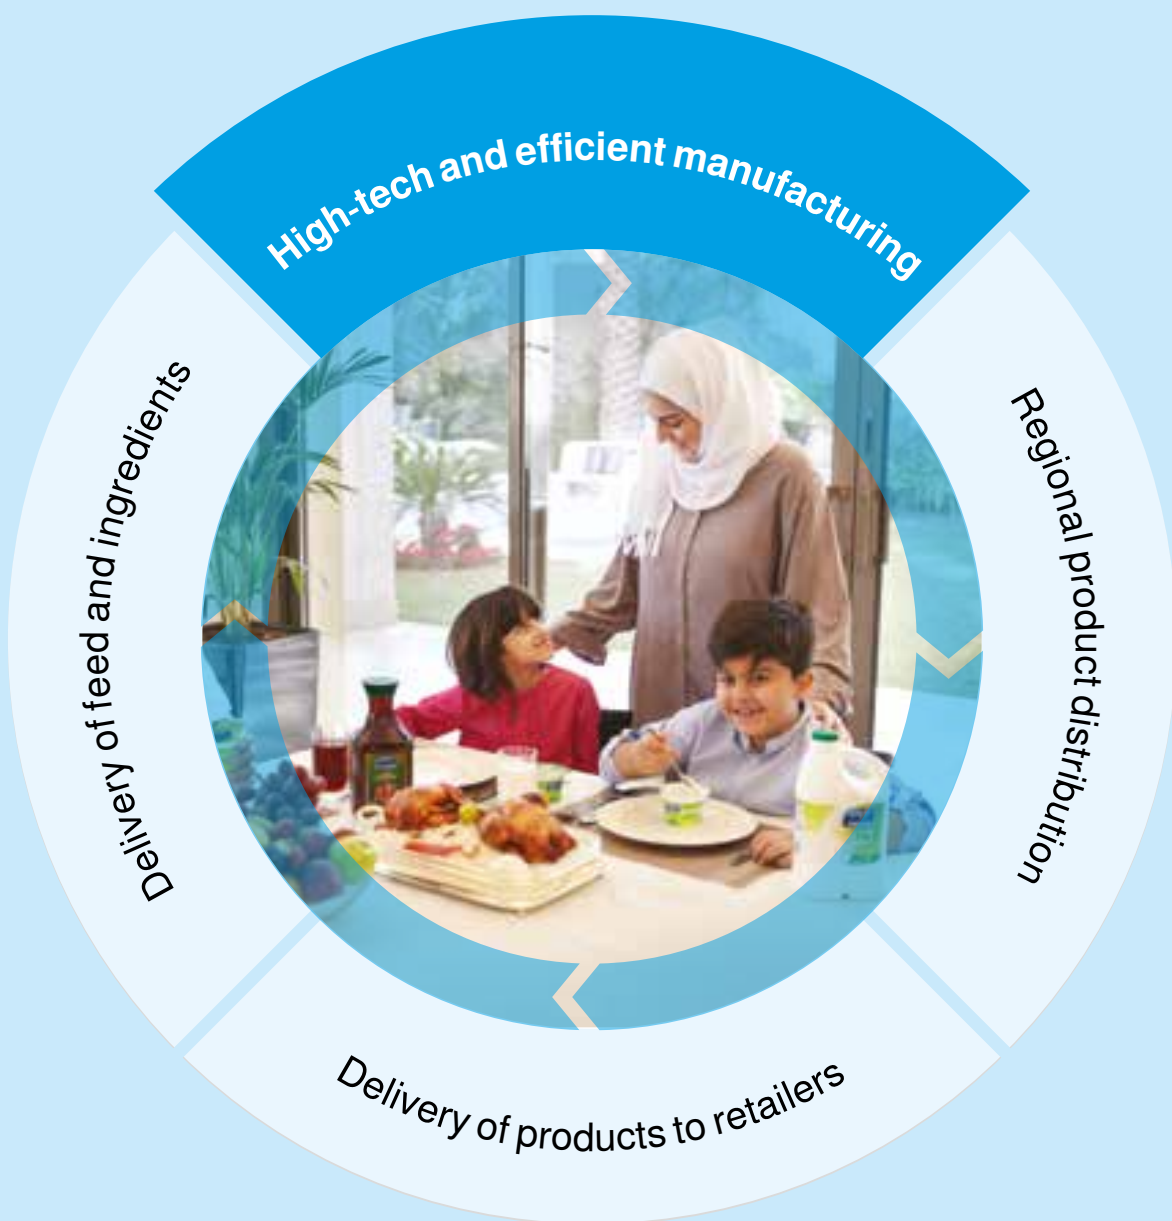 High-tech and efficient manufacturing
Regional product distribution
Delivery of products to retailers
Delivery of feed and ingredients